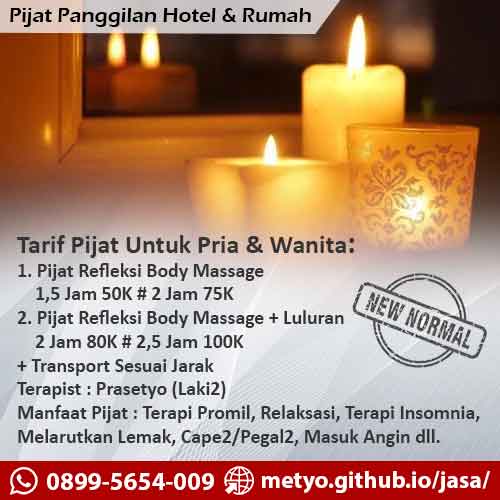 Pijat Panggilan Hotel & Rumah
Tarif Pijat Untuk Pria & Wanita:
1. Pijat Refleksi Body Massage
1,5 Jam 50K # 2 Jam 75K
2. Pijat Refleksi Body Massage + Luluran
2 Jam 80K # 2,5 Jam 100K
+ Transport Sesuai Jarak
NEW NORMAL
Terapist : Prasetyo (Laki2)
Manfaat Pijat : Terapi Promil, Relaksasi, Terapi Insomnia,
Melarutkan Lemak, Cape2/Pegal2, Masuk Angin dll.
0899-5654-009 metyo.github.io/jasa/